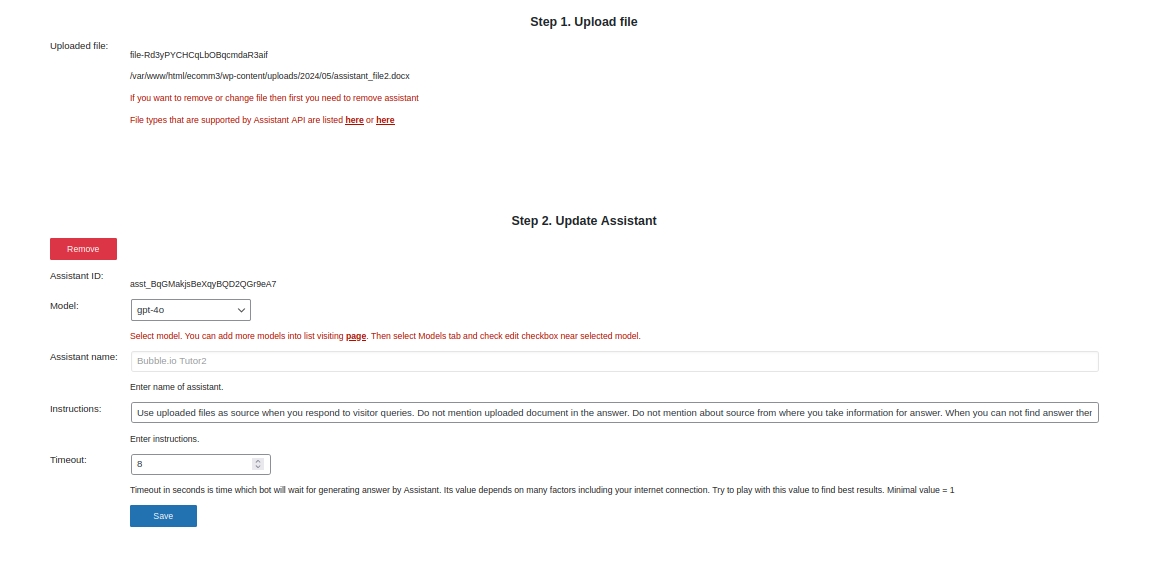 Step 1. Upload file
Uploaded file:
file-Rd3yPYCHCqLbOBqcmdaR3aif
/var/www/html/ecomm3/wp-content/uploads/2024/05/assistant_file2.docx
If you want to remove or change file then first you need to remove assistant
File types that are supported by Assistant API are listed here or here
Step 2. Update Assistant
Remove
Assistant ID:
asst_BqGMakjsBeXqyBQD2QGr9eA7
Model:
gpt-4o
Select model. You can add more models into list visiting page. Then select Models tab and check edit checkbox near selected model.
Assistant name:
Bubble.io Tutor2
Enter name of assistant.
Instructions:
Use uploaded files as source when you respond to visitor queries. Do not mention uploaded document in the answer. Do not mention about source from where you take information for answer. When you can not find answer then
Enter instructions.
Timeout:
8
Timeout in seconds is time which bot will wait for generating answer by Assistant. Its value depends on many factors including your internet connection. Try to play with this value to find best results. Minimal value = 1
Save